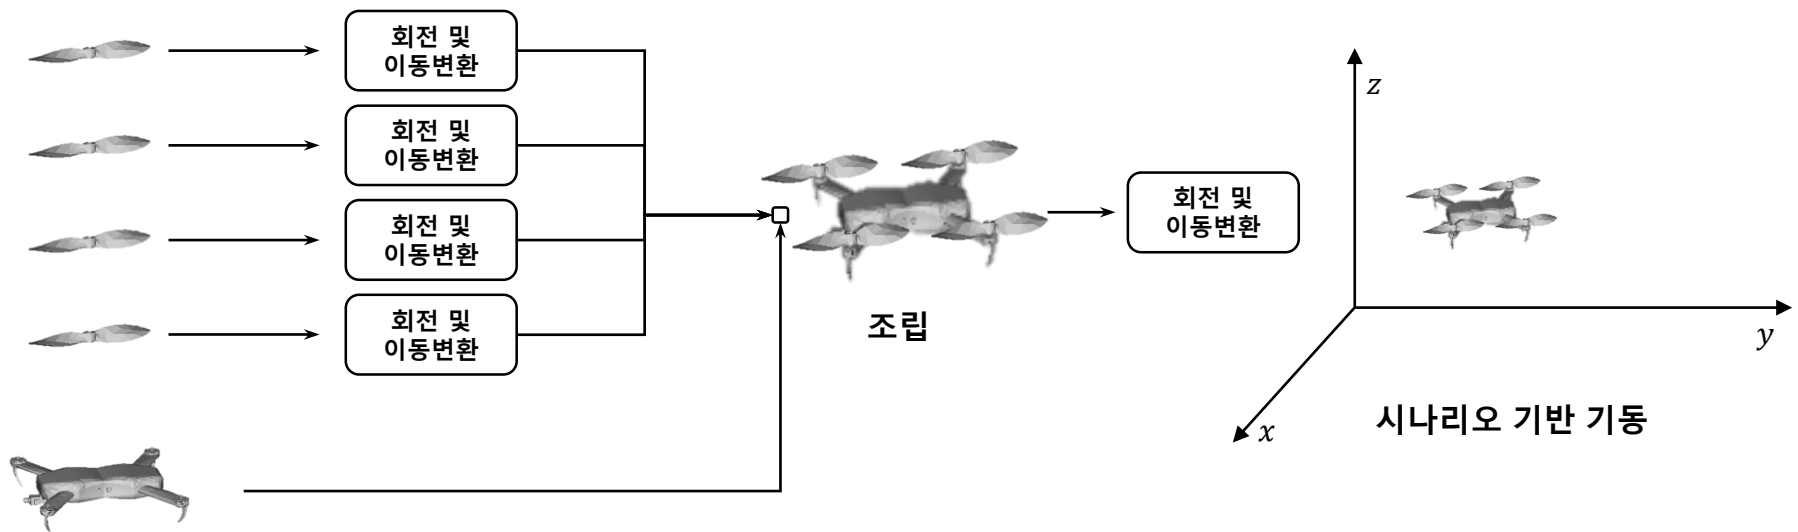 회전 및
이동변환
회전 및
이동변환
회전 및
이동변환
회전 및
이동변환
조립
회전 및
이동변환
z
y
x
시나리오 기반 기동